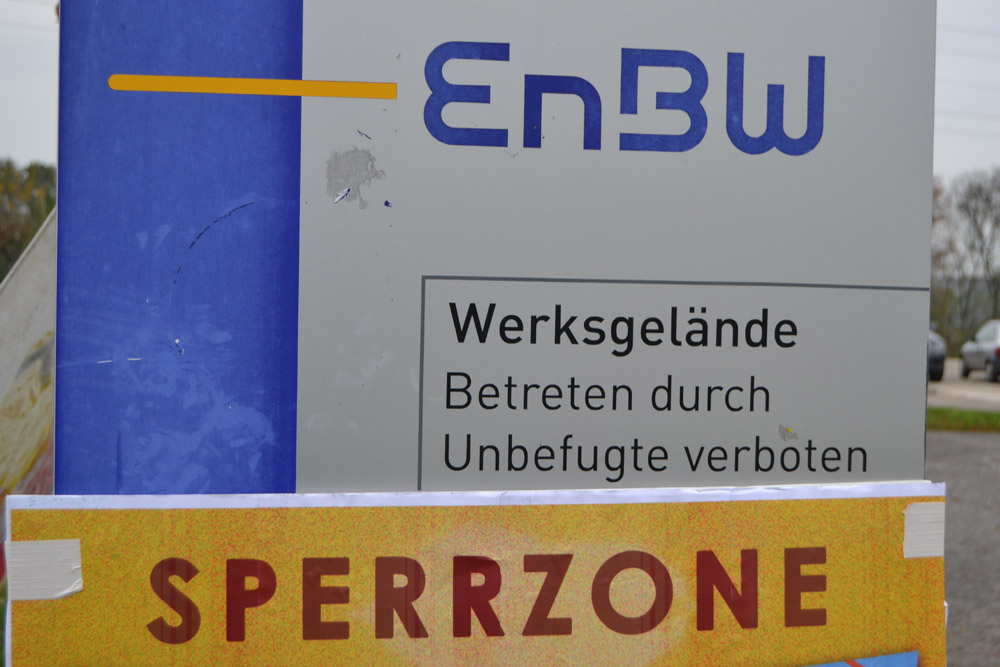 EnBW
Werksgelände
Betreten durch
Unbefugte verboten
SPERRZONE